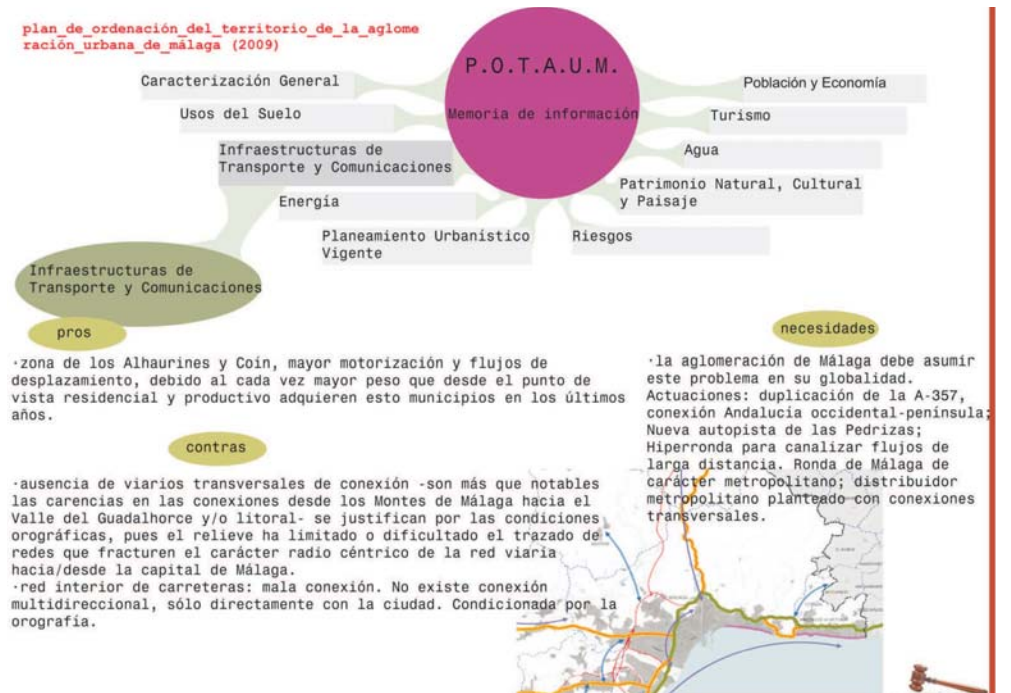 plan_de_ordenación_del_territorio_de_la_aglome
ración_urbana_de_málaga (2009)
P.O.T.A.U.M.
Memoria de información
Caracterización General
Usos del Suelo
Infraestructuras de
Transporte y Comunicaciones
Energía
Planeamiento Urbanístico
Vigente
Población y Economía
Turismo
Agua
Patrimonio Natural, Cultural
y Paisaje
Riesgos
Infraestructuras de
Transporte y Comunicaciones
pros
·zona de los Alhaurines y Coin, mayor motorización y flujos de
desplazamiento, debido al cada vez mayor peso que desde el punto de
vista residencial y productivo adquieren esto municipios en los últimos
años.
contras
·ausencia de viarios transversales de conexión -son más que notables
las carencias en las conexiones desde los Montes de Málaga hacia el
Valle del Guadalhorce y/o litoral- se justifican por las condiciones
orográficas, pues el relieve ha limitado o dificultado el trazado de
redes que fracturen el carácter radio céntrico de la red viaria
hacia/desde la capital de Málaga.
·red interior de carreteras: mala conexión. No existe conexión
multidireccional, sólo directamente con la ciudad. Condicionada por la
orografía.
necesidades
·la aglomeración de Málaga debe asumir
este problema en su globalidad.
Actuaciones: duplicación de la A-357,
conexión Andalucia occidental-península;
Nueva autopista de las Pedrizas;
Hiperronda para canalizar flujos de
larga distancia. Ronda de Málaga de
carácter metropolitano; distribuidor
metropolitano planteado con conexiones
transversales.